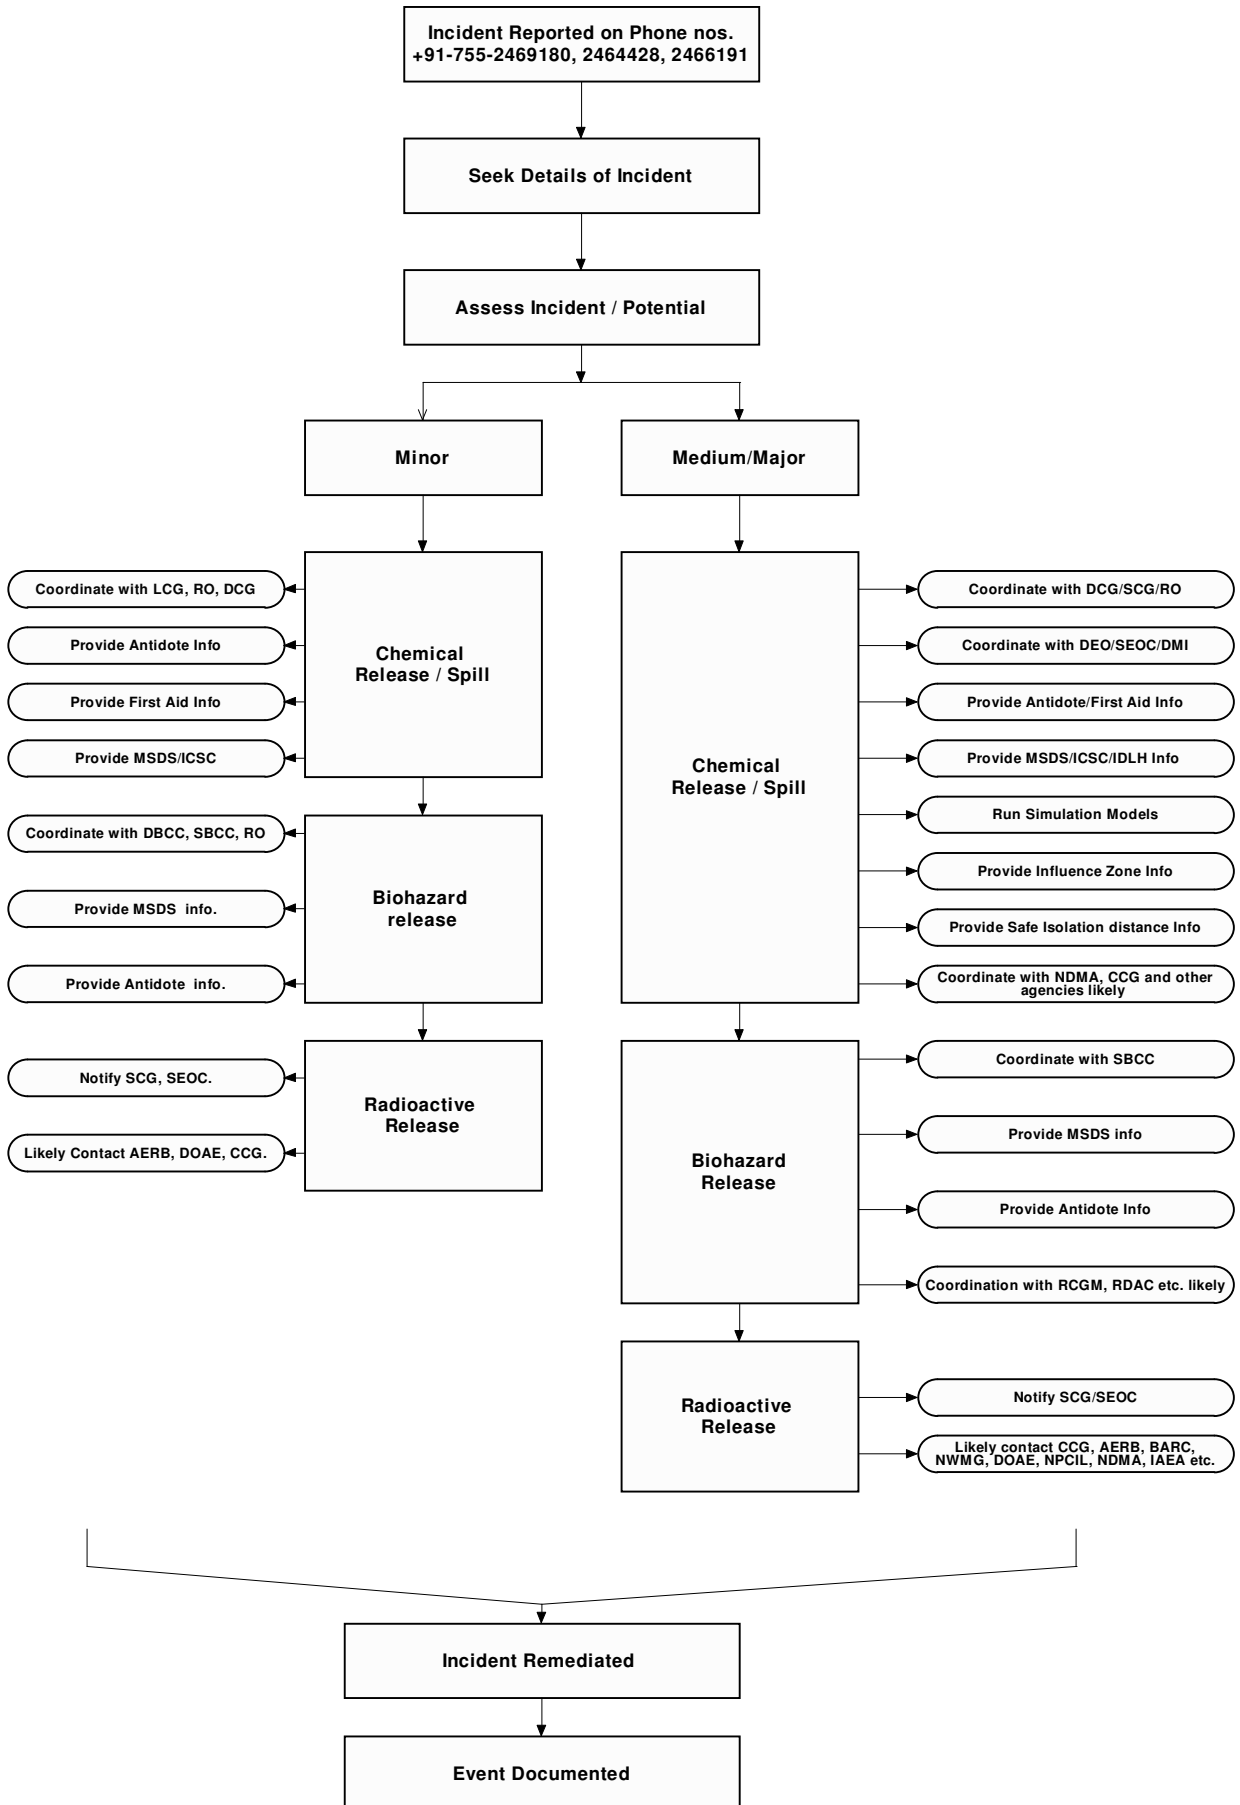 Incident Reported on Phone nos.
+91-755-2469180, 2464428, 2466191
Seek Details of Incident
Assess Incident / Potential
Minor
Medium/Major
Chemical
Release / Spill
Coordinate with LCG, RO, DCG
Provide Antidote Info
Provide First Aid Info
Provide MSDS/ICSC
Biohazard
release
Coordinate with DBCC, SBCC, RO
Provide MSDS info.
Provide Antidote info.
Radioactive
Release
Notify SCG, SEOC.
Likely Contact AERB, DOAE, CCG.
Chemical
Release / Spill
Coordinate with DCG/SCG/RO
Coordinate with DEO/SEOC/DMI
Provide Antidote/First Aid Info
Provide MSDS/ICSC/IDLH Info
Run Simulation Models
Provide Influence Zone Info
Provide Safe Isolation distance Info
Coordinate with NDMA, CCG and other
agencies likely
Biohazard
Release
Coordinate with SBCC
Provide MSDS info
Provide Antidote Info
Coordination with RCGM, RDAC etc. likely
Radioactive
Release
Notify SCG/SEOC
Likely contact CCG, AERB, BARC,
NWMG, DOAE, NPCIL, NDMA, IAEA etc.
Incident Remediated
Event Documented